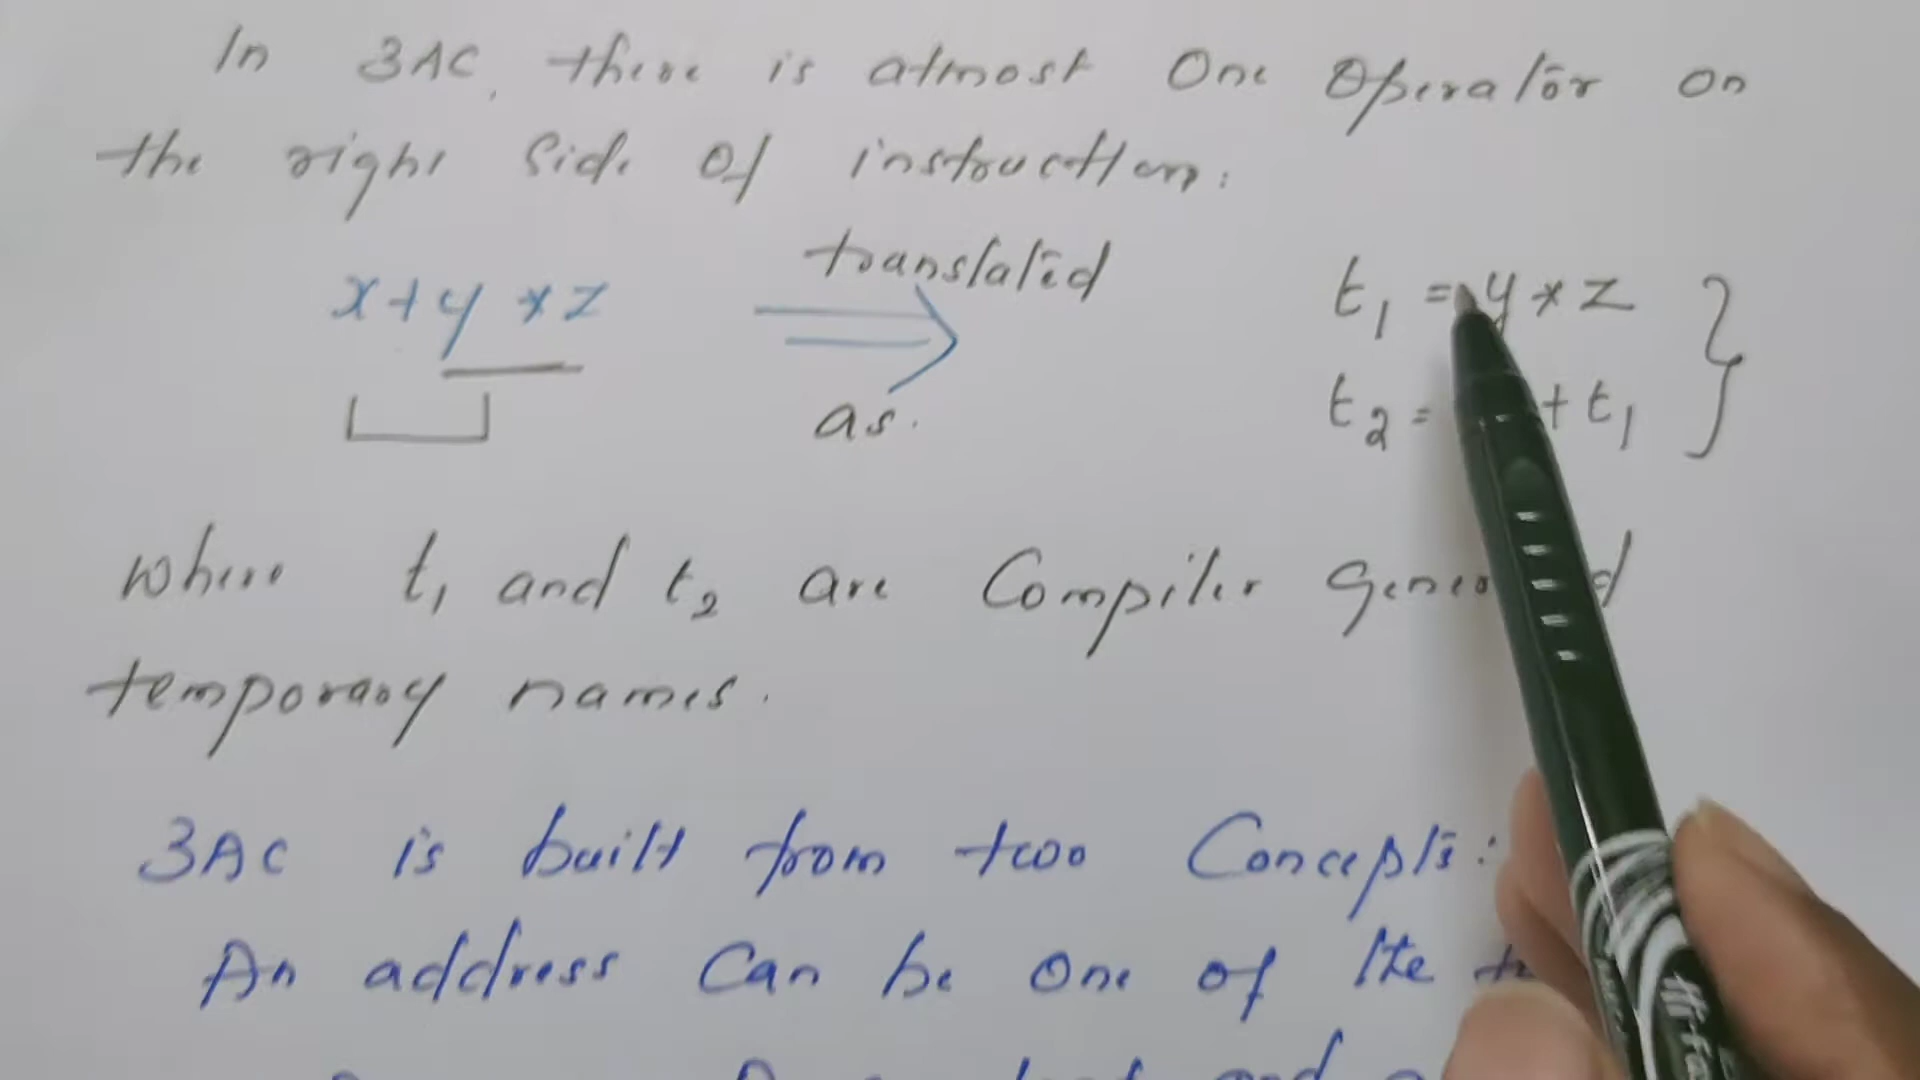 In 3AC, there is atmost One Operator on
the right side of instruction.
x+y*z translated as. t1 = y*z
t2 = + t1
where t1 and t2 are Compiler
temporary names.
3AC is built from two Concepts:
An address Can be one of the